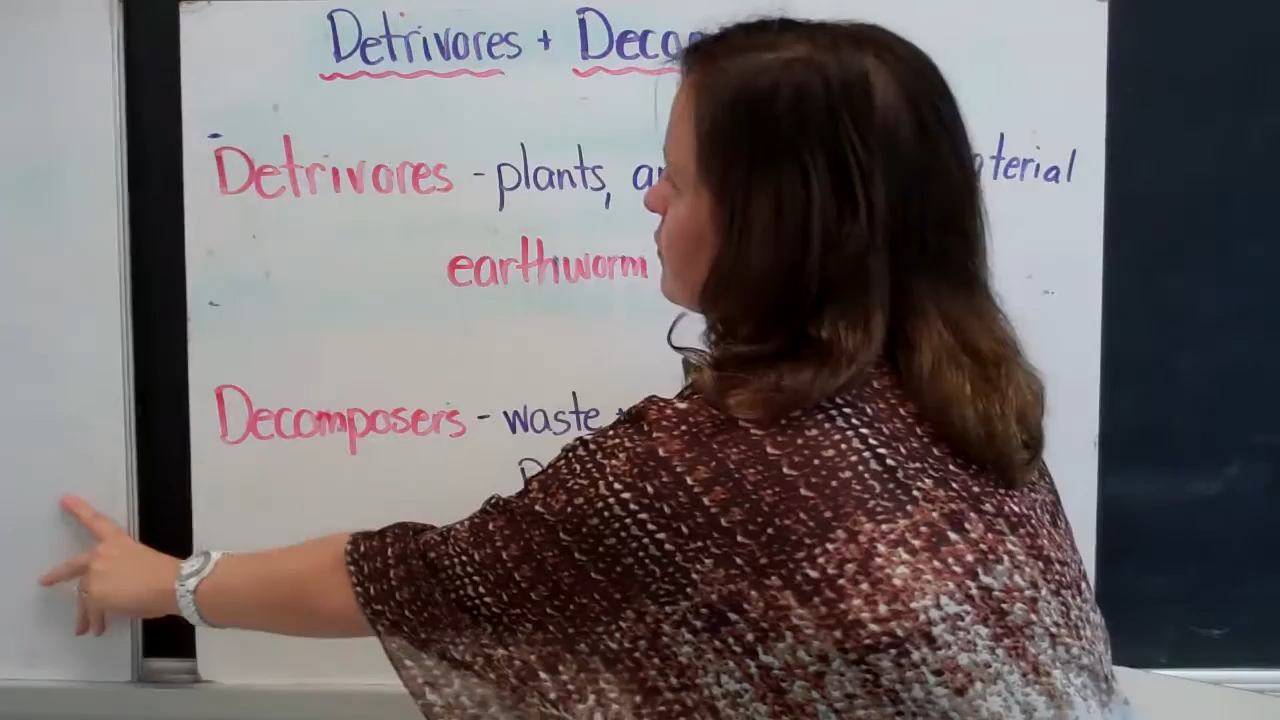 Detrivores + Deco
Detrivores - plants, a terial
earthworm
Decomposers - waste